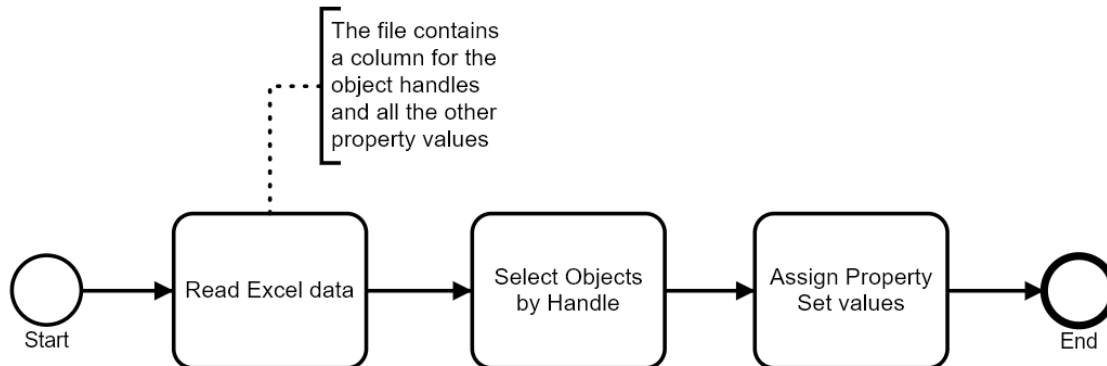 The file contains
a column for the
object handles
and all the other
property values
Start
Read Excel data
Select Objects
by Handle
Assign Property
Set values
End